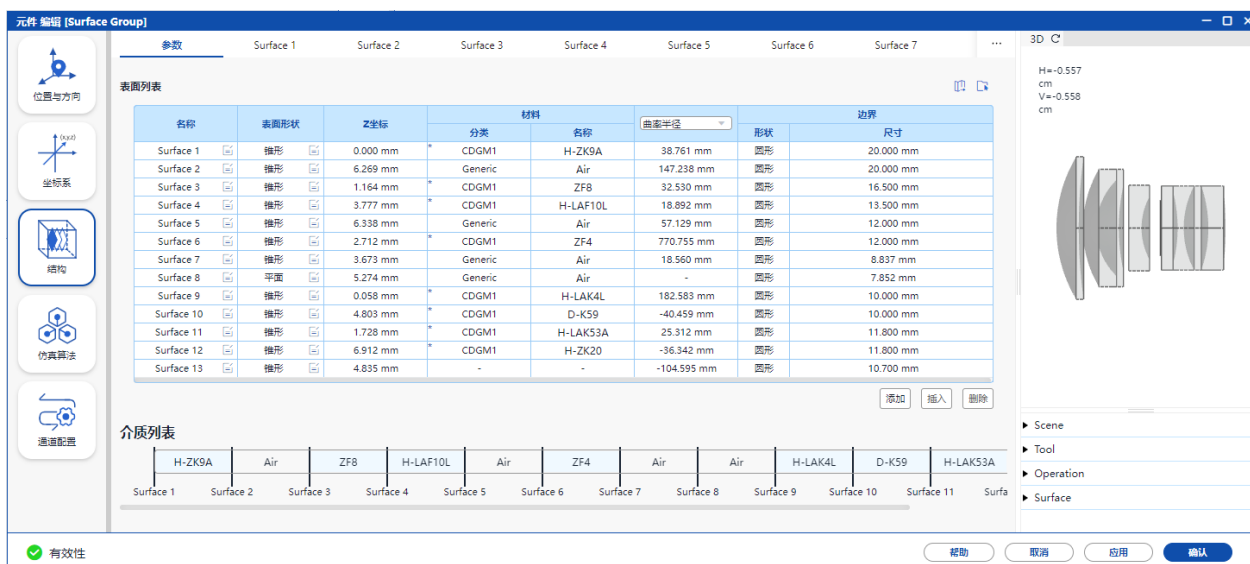 元件 编辑 [Surface Group]
参数 Surface 1 Surface 2 Surface 3 Surface 4 Surface 5 Surface 6 Surface 7 ...
3D
H=-0.557
cm
V=-0.558
cm
位置与方向
(x,y,z)
坐标系
结构
仿真算法
通道配置
表面列表
名称 表面形状 Z坐标 材料 曲率半径 边界
分类 名称 形状 尺寸
Surface 1 锥形 0.000 mm * CDGM1 H-ZK9A 38.761 mm 圆形 20.000 mm
Surface 2 锥形 6.269 mm Generic Air 147.238 mm 圆形 20.000 mm
Surface 3 锥形 1.164 mm * CDGM1 ZF8 32.530 mm 圆形 16.500 mm
Surface 4 锥形 3.777 mm * CDGM1 H-LAF10L 18.892 mm 圆形 13.500 mm
Surface 5 锥形 6.338 mm Generic Air 57.129 mm 圆形 12.000 mm
Surface 6 锥形 2.712 mm * CDGM1 ZF4 770.755 mm 圆形 12.000 mm
Surface 7 锥形 3.673 mm Generic Air 18.560 mm 圆形 8.837 mm
Surface 8 平面 5.274 mm Generic Air - 圆形 7.852 mm
Surface 9 锥形 0.058 mm * CDGM1 H-LAK4L 182.583 mm 圆形 10.000 mm
Surface 10 锥形 4.803 mm * CDGM1 D-K59 -40.459 mm 圆形 10.000 mm
Surface 11 锥形 1.728 mm * CDGM1 H-LAK53A 25.312 mm 圆形 11.800 mm
Surface 12 锥形 6.912 mm * CDGM1 H-ZK20 -36.342 mm 圆形 11.800 mm
Surface 13 锥形 4.835 mm - - -104.595 mm 圆形 10.700 mm
添加 插入 删除
介质列表
H-ZK9A Air ZF8 H-LAF10L Air ZF4 Air Air H-LAK4L D-K59 H-LAK53A
Surface 1 Surface 2 Surface 3 Surface 4 Surface 5 Surface 6 Surface 7 Surface 8 Surface 9 Surface 10 Surface 11 Surfa
Scene
Tool
Operation
Surface
有效性
帮助 取消 应用 确认